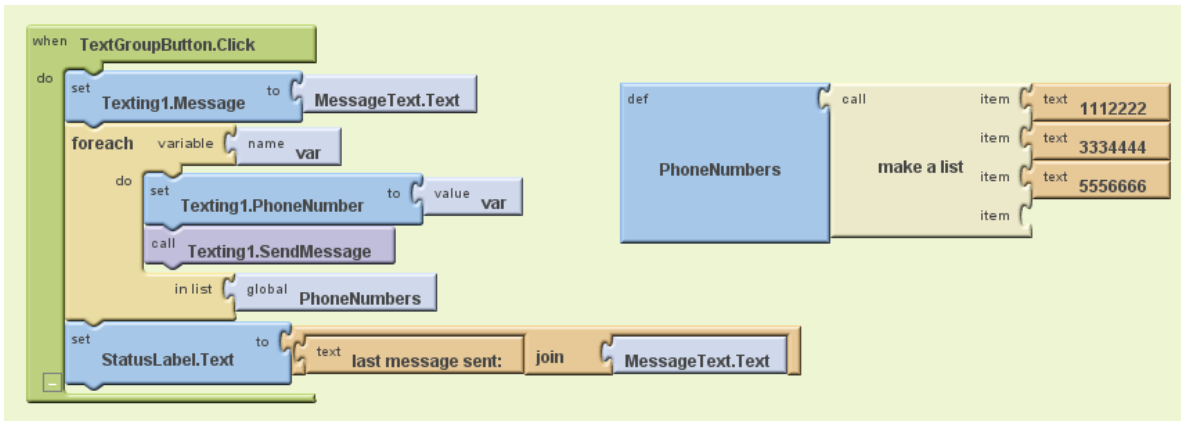 when TextGroupButton.Click
do set Texting1.Message to MessageText.Text
foreach variable name var
do set Texting1.PhoneNumber to value var
call Texting1.SendMessage
in list global PhoneNumbers
set StatusLabel.Text to text last message sent: join MessageText.Text
def PhoneNumbers call make a list item text 1112222
item text 3334444
item text 5556666
item